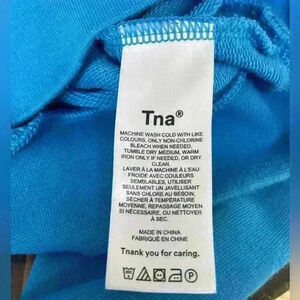 Tna®
MACHINE WASH COLD WITH LIKE
COLOURS, ONLY NON-CHLORINE
BLEACH WHEN NEEDED,
TUMBLE DRY MEDIUM, WARM
IRON ONLY IF NEEDED, OR DRY
CLEAN.
LAVER À LA MACHINE À L'EAU
FROIDE AVEC COULEURS
SEMBLABLES, UTILISER
SEULEMENT UN JAVELLISANT
SANS CHLORE AU BESOIN,
SÉCHER À TEMPÉRATURE
MOYENNE, REPASSAGE MOYEN
SI NÉCESSAIRE, OU NETTOYER
À SEC.
MADE IN CHINA
FABRIQUÉ EN CHINE
Tnank you for caring.